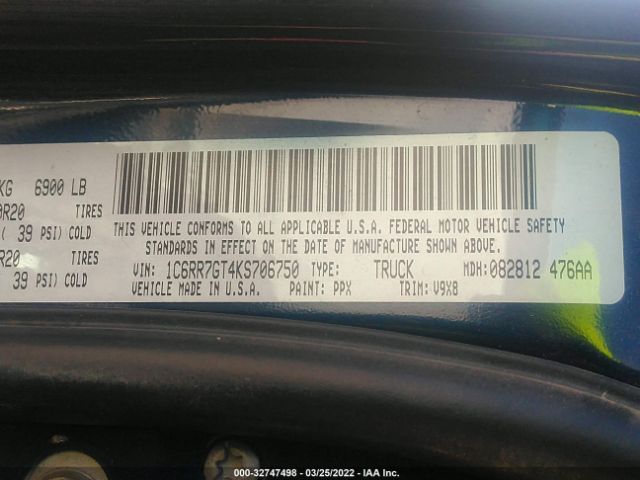 KG 6900 LB
0R20 TIRES
( 39 PSI) COLD
R20 TIRES
39 PSI) COLD
THIS VEHICLE CONFORMS TO ALL APPLICABLE U.S.A. FEDERAL MOTOR VEHICLE SAFETY
STANDARDS IN EFFECT ON THE DATE OF MANUFACTURE SHOWN ABOVE.
VIN: 1C6RR7GT4KS706750 TYPE: TRUCK MDH: 082812 476AA
VEHICLE MADE IN U.S.A. PAINT: PPX TRIM: V9X8
000-32747498 - 03/25/2022 - IAA Inc.